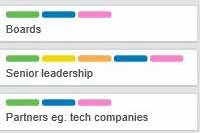 Boards
Senior leadership
Partners eg. tech companies